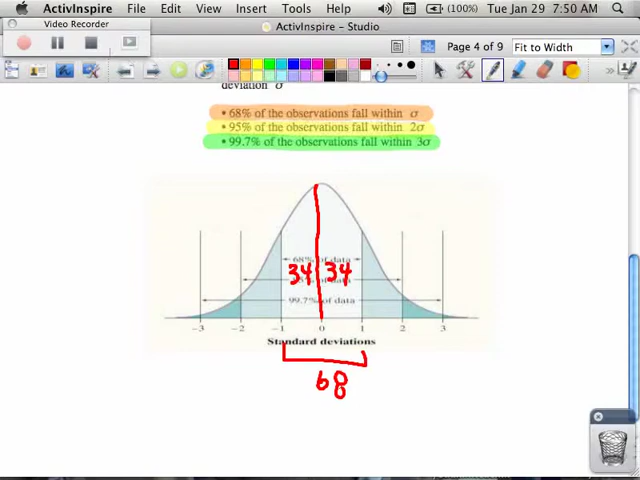 ActivInspire File Edit View Insert Tools Help (100%) Tue Jan 29 7:50 AM
Video Recorder
ActivInspire - Studio
Page 4 of 9 Fit to Width
deviation σ
• 68% of the observations fall within σ
• 95% of the observations fall within 2σ
• 99.7% of the observations fall within 3σ
68% of data
34 34
of data
99.7% of data
−3 −2 −1 0 1 2 3
Standard deviations
68